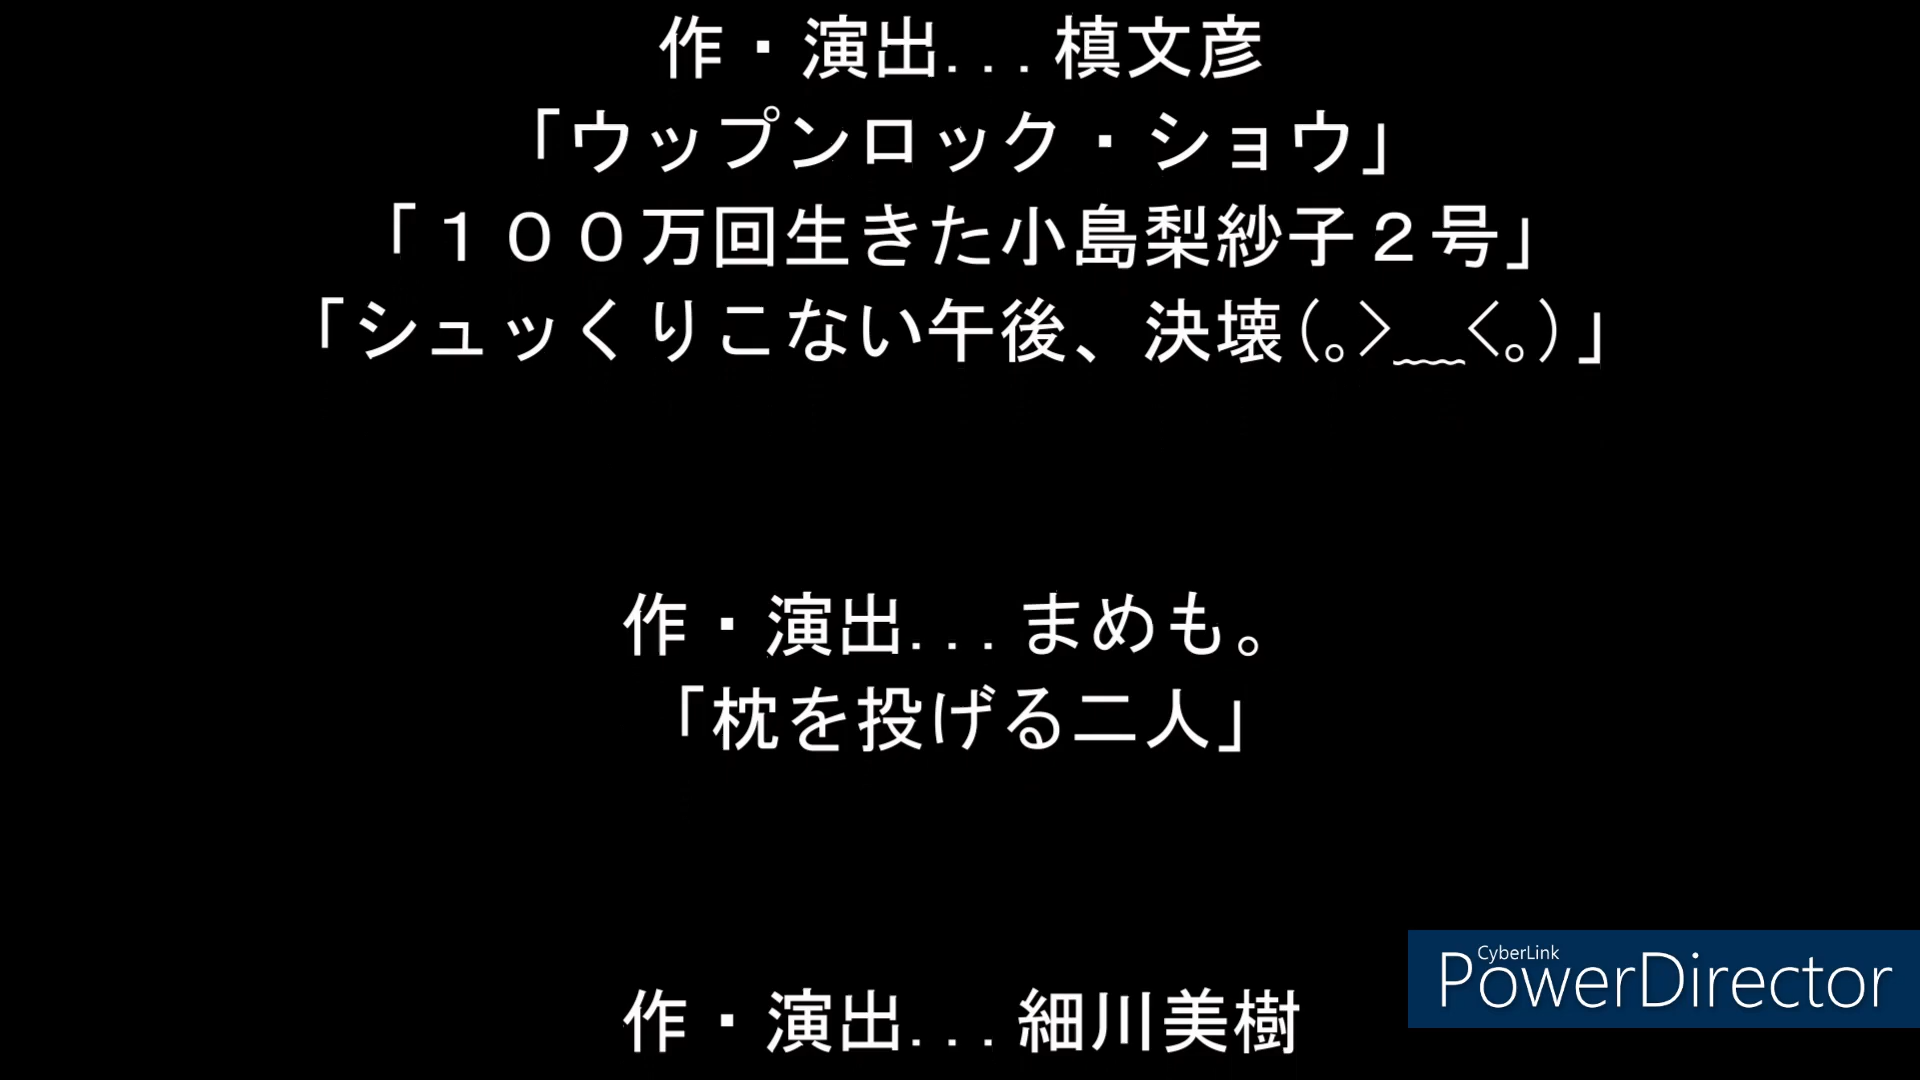 作・演出...槙文彦
「ウップンロック・ショウ」
「１００万回生きた小島梨紗子２号」
「シュッくりこない午後、決壊(｡>﹏<｡)」
作・演出...まめも。
「枕を投げる二人」
作・演出...細川美樹
CyberLink
PowerDirector